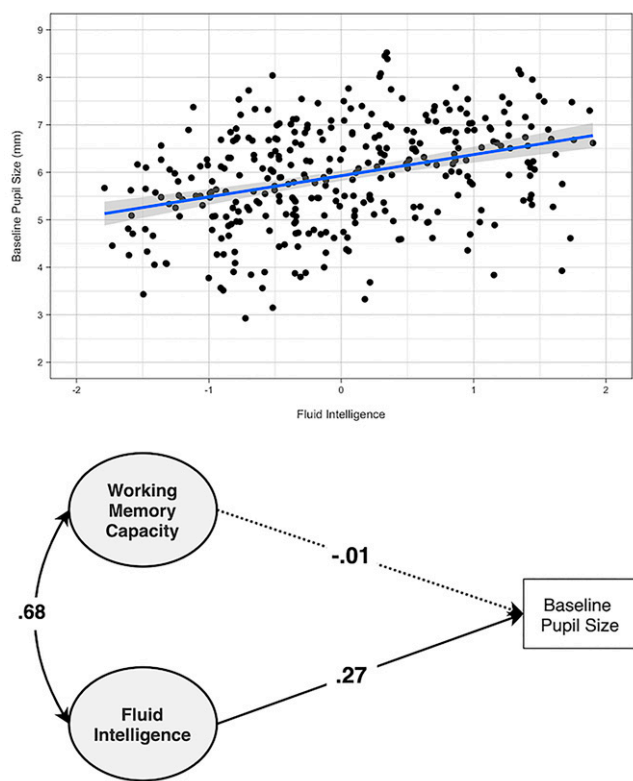 9
8
7
6
5
4
3
2
Baseline Pupil Size (mm)
-2
-1
0
1
2
Fluid Intelligence
Working
Memory
Capacity
-.01
.68
Baseline
Pupil Size
.27
Fluid
Intelligence